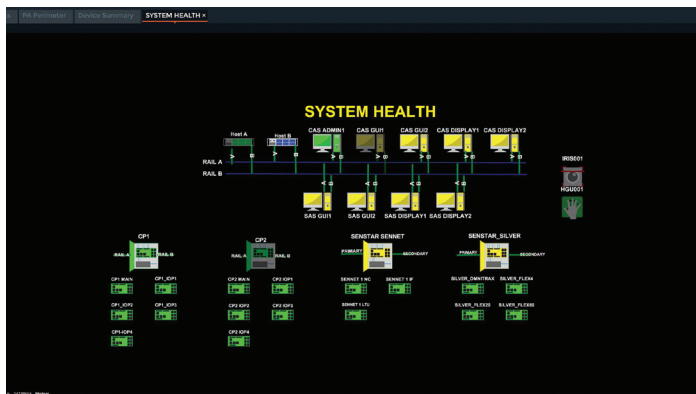 PA Perimeter
Device Summary
SYSTEM HEALTH ×
SYSTEM HEALTH
Host A
Host B
CAS ADMIN1
CAS GUI1
CAS GUI2
CAS DISPLAY1
CAS DISPLAY2
A B A B A B A B A B A B A B
RAIL A
RAIL B
A B A B A B A B
SAS GUI1
SAS GUI2
SAS DISPLAY1
SAS DISPLAY2
IRIS001
HGU001
CP1
RAIL A
RAIL B
CP1 MAIN
CP1_IOP1
CP1_IOP2
CP1_IOP3
CP1-IOP4
CP2
RAIL A
RAIL B
CP2 MAIN
CP2 IOP1
CP2 IOP2
CP2 IOP3
CP2 IOP4
SENSTAR SENNET
PRIMARY
SECONDARY
SENNET 1 NC
SENNET 1 IF
SENNET 1 LTU
SENSTAR_SILVER
PRIMARY
SECONDARY
SILVER_OMNITRAX
SILVER_FLEX4
SILVER_FLEX20